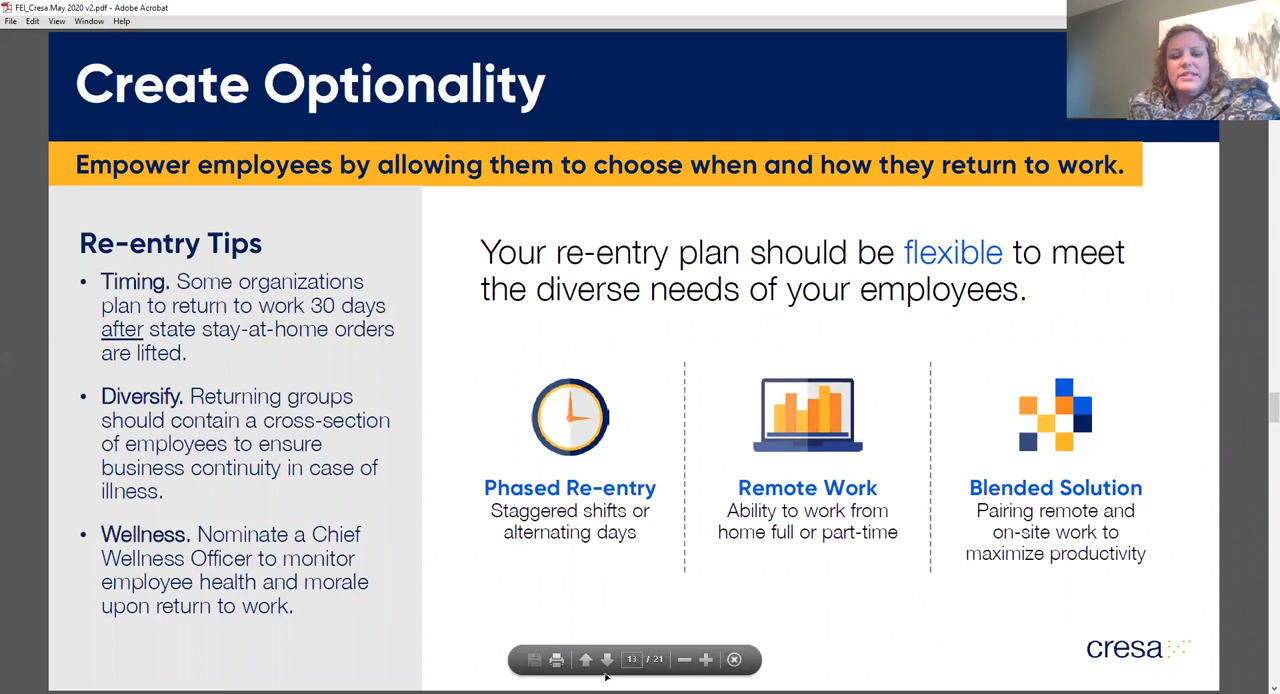 FEI_Cresa May 2020 v2.pdf - Adobe Acrobat
File Edit View Window Help
Create Optionality
Empower employees by allowing them to choose when and how they return to work.
Re-entry Tips
• Timing. Some organizations
plan to return to work 30 days
after state stay-at-home orders
are lifted.
• Diversify. Returning groups
should contain a cross-section
of employees to ensure
business continuity in case of
illness.
• Wellness. Nominate a Chief
Wellness Officer to monitor
employee health and morale
upon return to work.
Your re-entry plan should be flexible to meet
the diverse needs of your employees.
Phased Re-entry
Staggered shifts or
alternating days
Remote Work
Ability to work from
home full or part-time
Blended Solution
Pairing remote and
on-site work to
maximize productivity
cresa
13 / 21